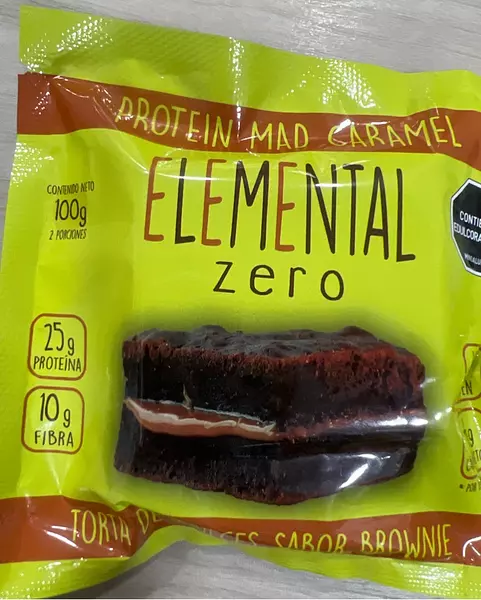 PROTEIN MAD CARAMEL
ELEMENTAL
zero
CONTENIDO NETO
100g
2 PORCIONES
25g
PROTEÍNA
10g
FIBRA
TORTA SABOR BROWNIE